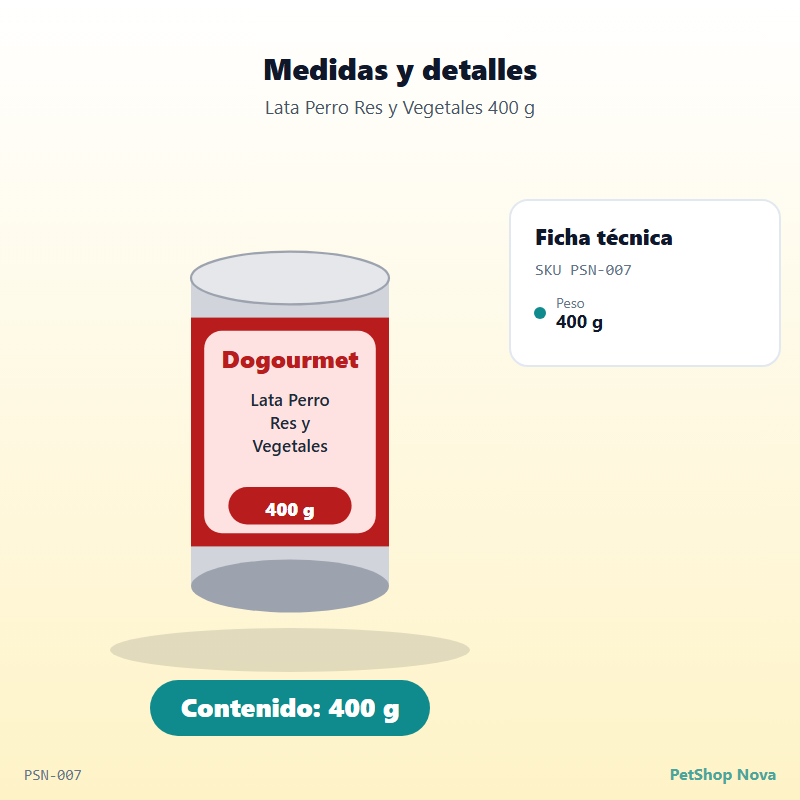 Medidas y detalles
Lata Perro Res y Vegetales 400 g
Ficha técnica
SKU PSN-007
Peso
400 g
Dogourmet
Lata Perro
Res y
Vegetales
400 g
Contenido: 400 g
PSN-007
PetShop Nova